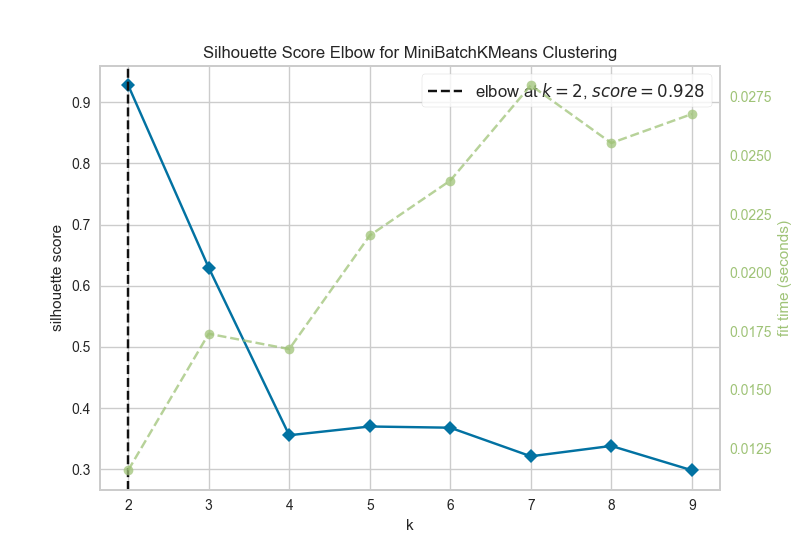 Silhouette Score Elbow for MiniBatchKMeans Clustering
elbow at k = 2, score = 0.928
silhouette score
0.9
0.8
0.7
0.6
0.5
0.4
0.3
2 3 4 5 6 7 8 9
k
0.0275
0.0250
0.0225
0.0200
0.0175
0.0150
0.0125
fit time (seconds)